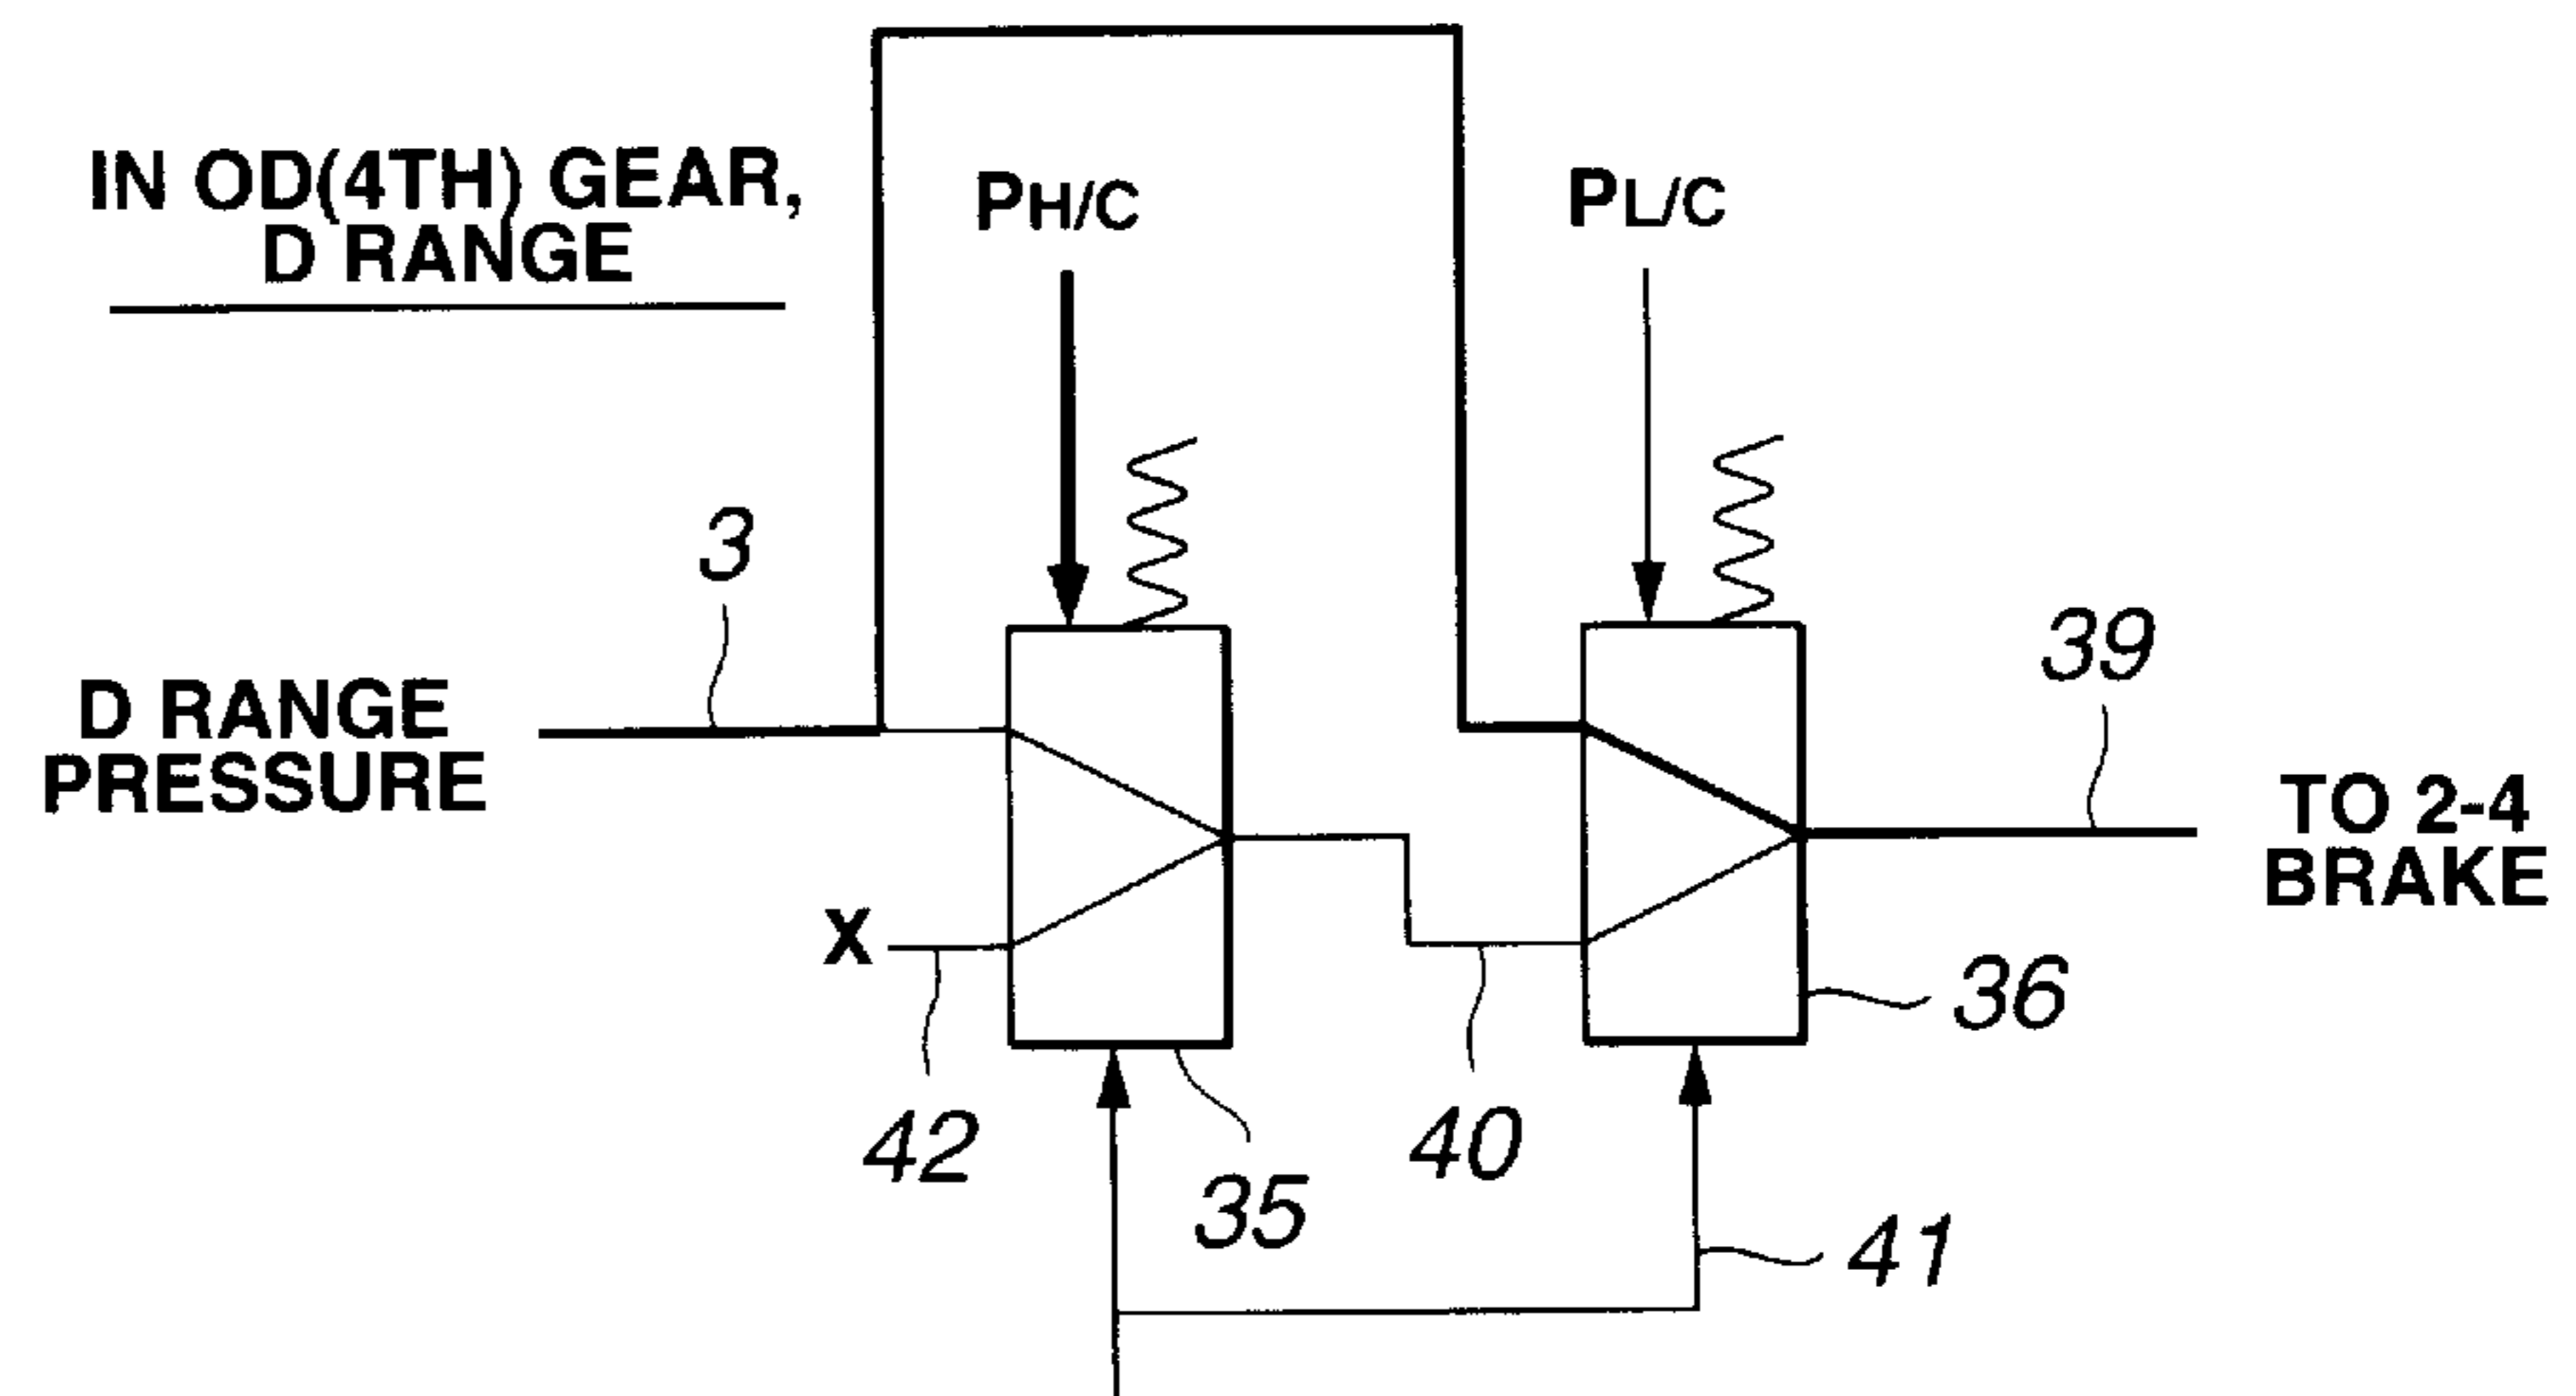 IN OD(4TH) GEAR,
D RANGE
PH/C
PL/C
3
D RANGE
PRESSURE
39
TO 2-4
BRAKE
X
36
42
40
35
41